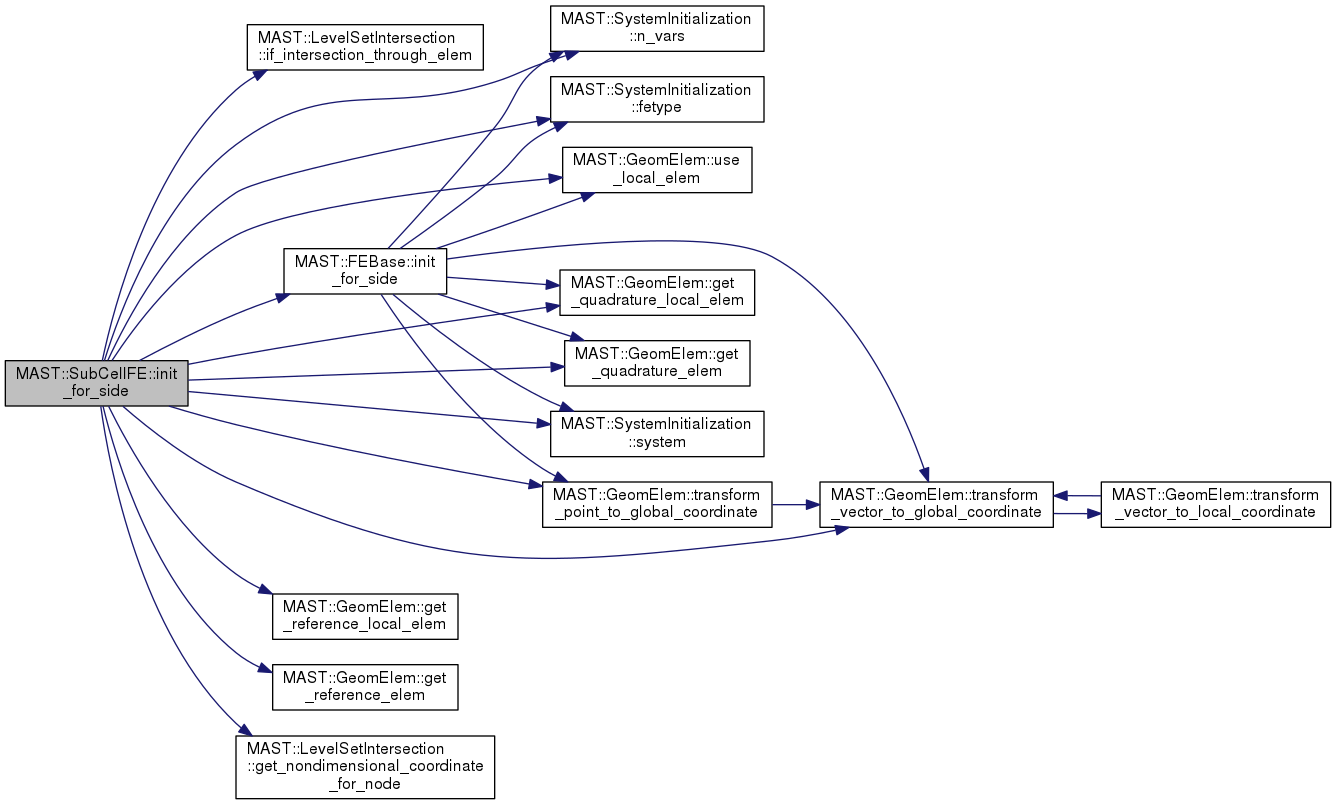 MAST::SystemInitialization
::n_vars
MAST::LevelSetIntersection
::if_intersection_through_elem
MAST::SystemInitialization
::fetype
MAST::GeomElem::use
_local_elem
MAST::FEBase::init
_for_side
MAST::GeomElem::get
_quadrature_local_elem
MAST::GeomElem::get
_quadrature_elem
MAST::SubCellFE::init
_for_side
MAST::SystemInitialization
::system
MAST::GeomElem::transform
_point_to_global_coordinate
MAST::GeomElem::transform
_vector_to_global_coordinate
MAST::GeomElem::transform
_vector_to_local_coordinate
MAST::GeomElem::get
_reference_local_elem
MAST::GeomElem::get
_reference_elem
MAST::LevelSetIntersection
::get_nondimensional_coordinate
_for_node